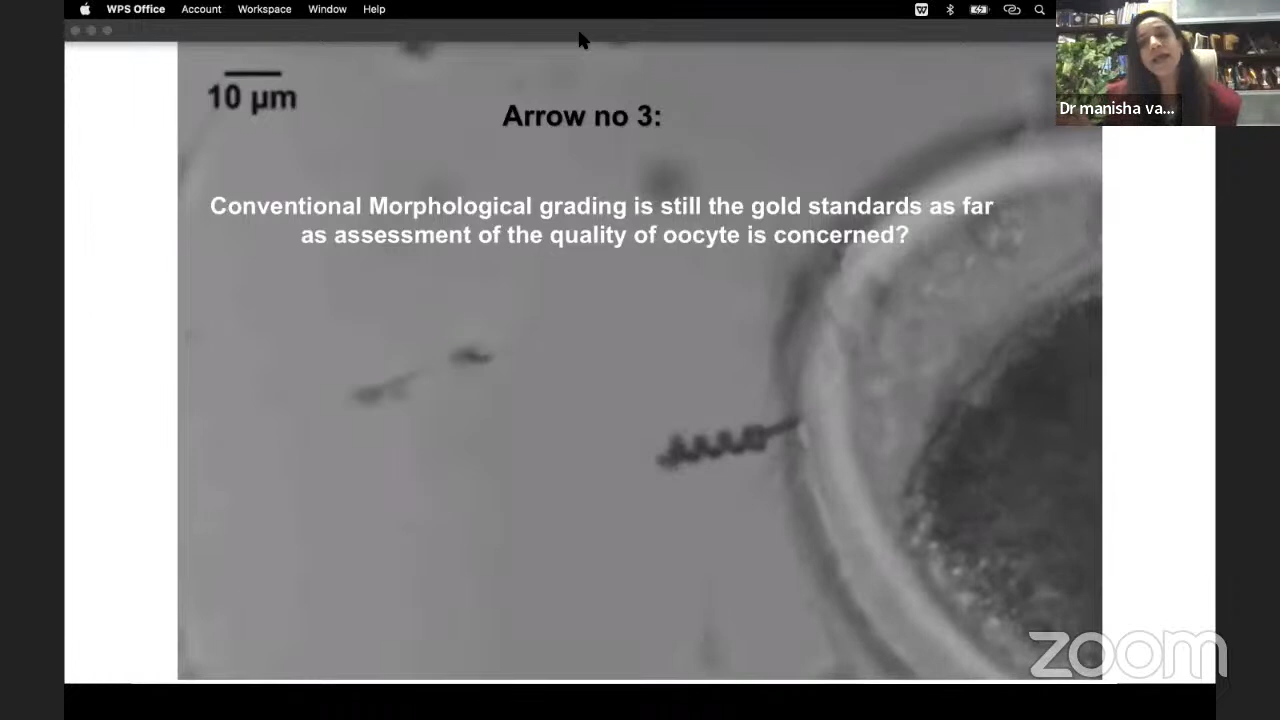 WPS Office Account Workspace Window Help
10 µm
Arrow no 3:
Conventional Morphological grading is still the gold standards as far
as assessment of the quality of oocyte is concerned?
Dr manisha va...
zoom